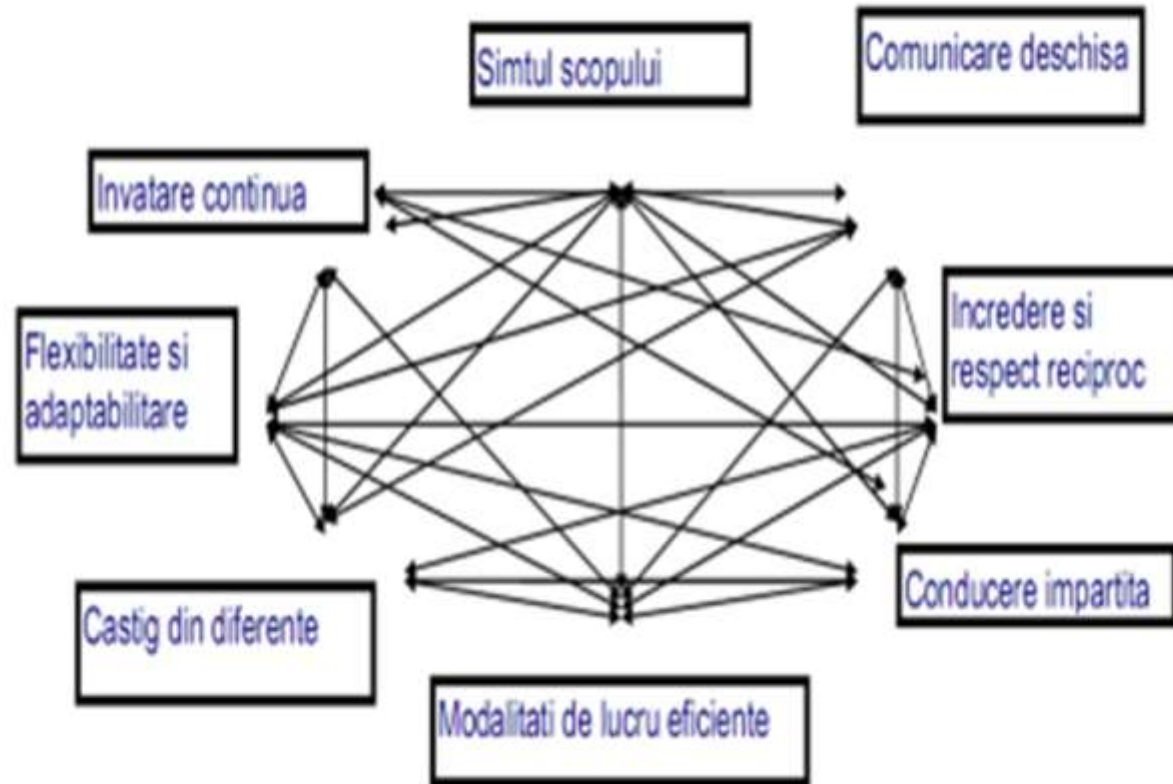 Simtul scopului
Comunicare deschisa
Invatare continua
Incredere si
respect reciproc
Flexibilitate si
adaptabilitare
Conducere impartita
Castig din diferente
Modalitati de lucru eficiente